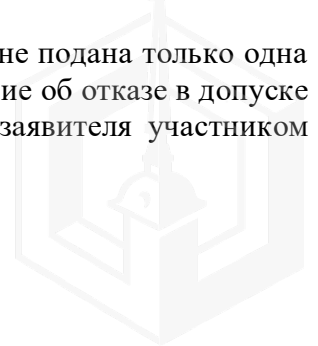 не подана только одна
ие об отказе в допуске
заявителя участником